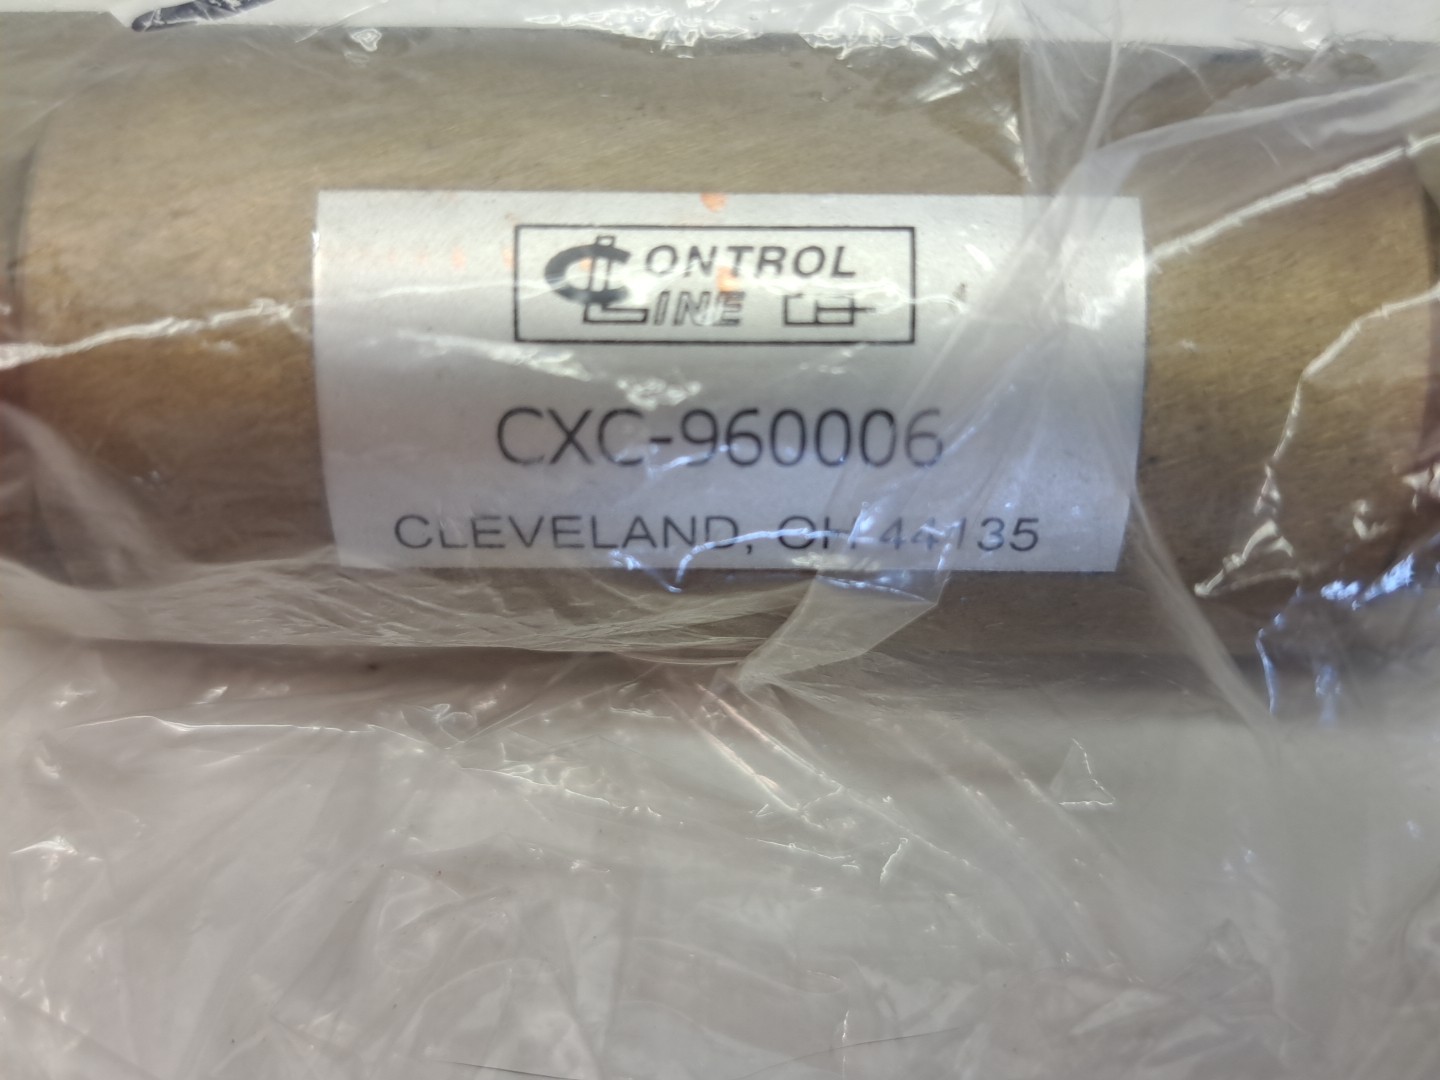 CONTROL
LINE
CXC-960006
CLEVELAND, OH 44135